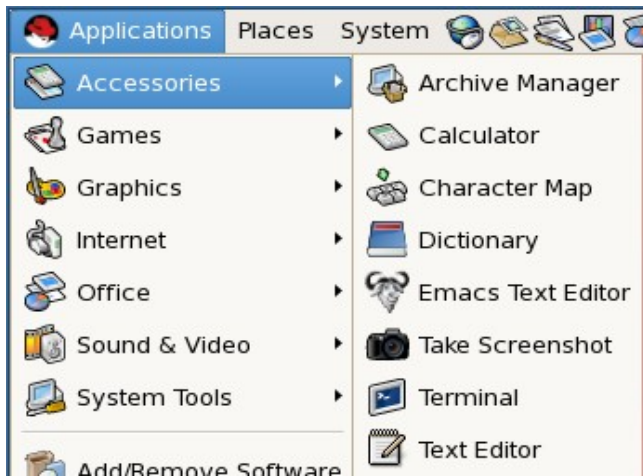 Applications Places System
Accessories
Games
Graphics
Internet
Office
Sound & Video
System Tools
Add/Remove Software
Archive Manager
Calculator
Character Map
Dictionary
Emacs Text Editor
Take Screenshot
Terminal
Text Editor